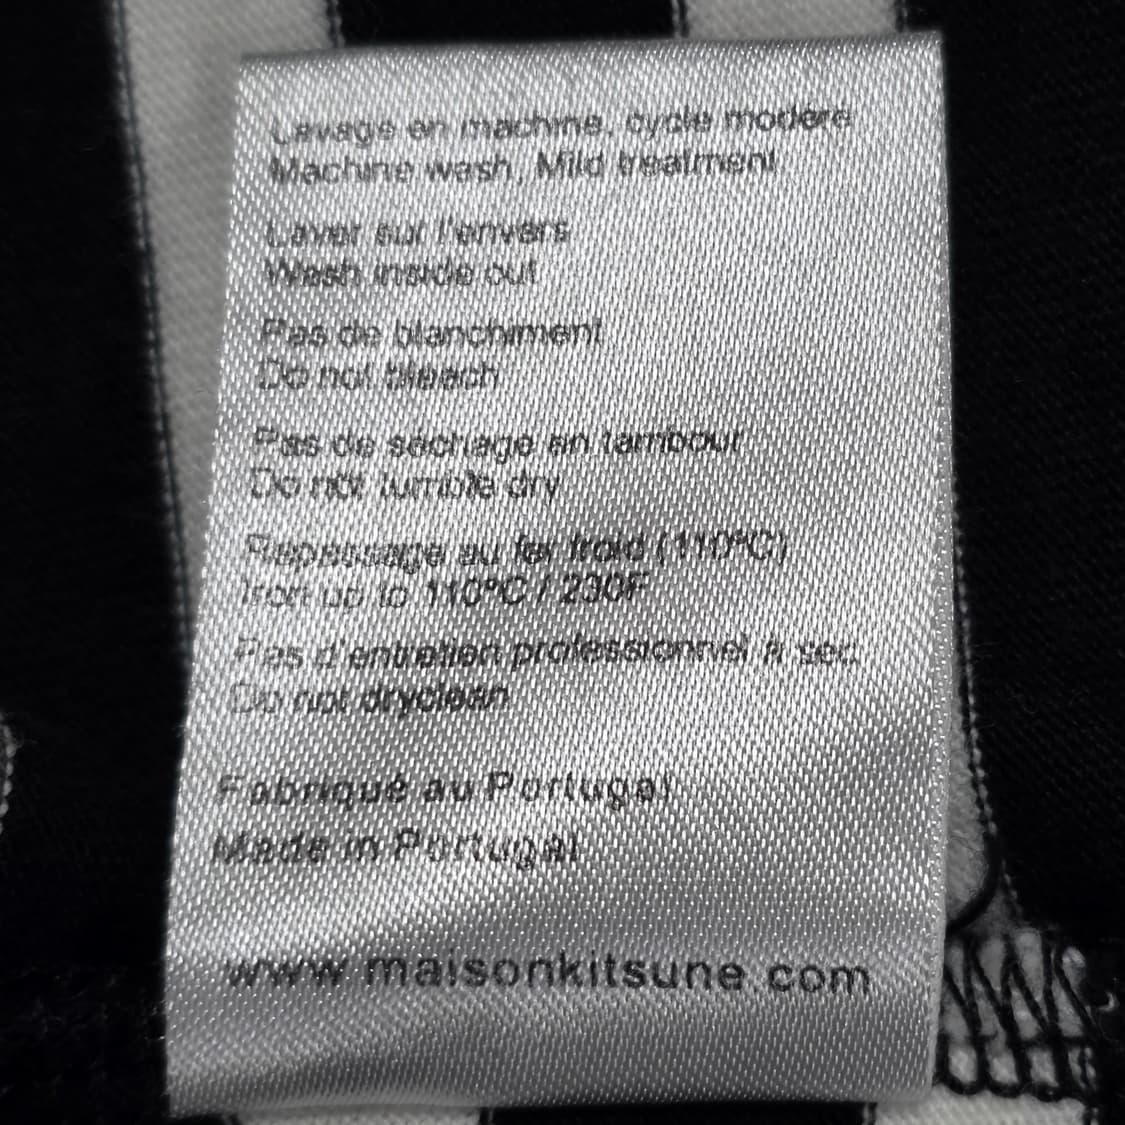 Lavage en machine, cycle modéré
Machine wash, Mild treatment
Laver sur l'envers
Wash inside out
Pas de blanchiment
Do not bleach
Pas de séchage en tambour
Do not tumble dry
Repassage au fer froid (110ºC)
Iron up to 110ºC / 230F
Pas d'entretien professionnel à sec
Do not dryclean
Fabriqué au Portugal
Made in Portugal
www.maisonkitsune.com